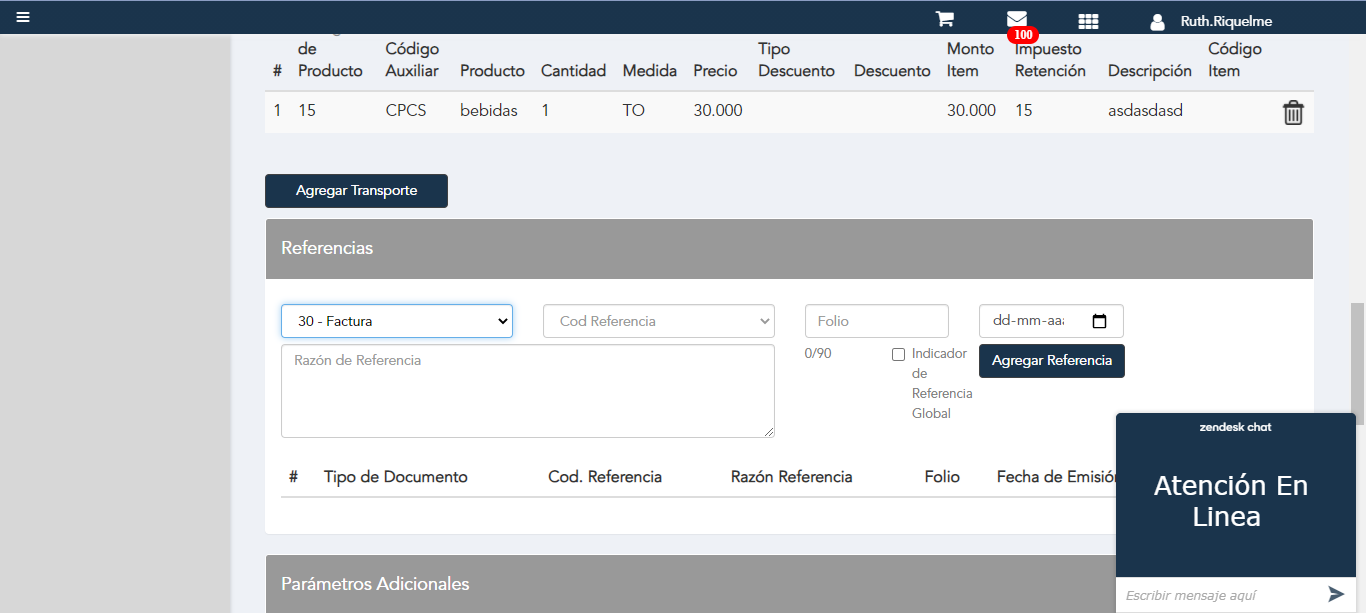 Ruth.Riquelme
100
# de Producto Código Auxiliar Producto Cantidad Medida Precio Tipo Descuento Descuento Monto Item Impuesto Retención Descripción Código Item
1 15 CPCS bebidas 1 TO 30.000 30.000 15 asdasdasd
Agregar Transporte
Referencias
30 - Factura Cod Referencia Folio dd-mm-aaa
Razón de Referencia 0/90 Indicador de Referencia Global Agregar Referencia
# Tipo de Documento Cod. Referencia Razón Referencia Folio Fecha de Emisión
Parámetros Adicionales
zendesk chat
Atención En
Linea
Escribir mensaje aquí